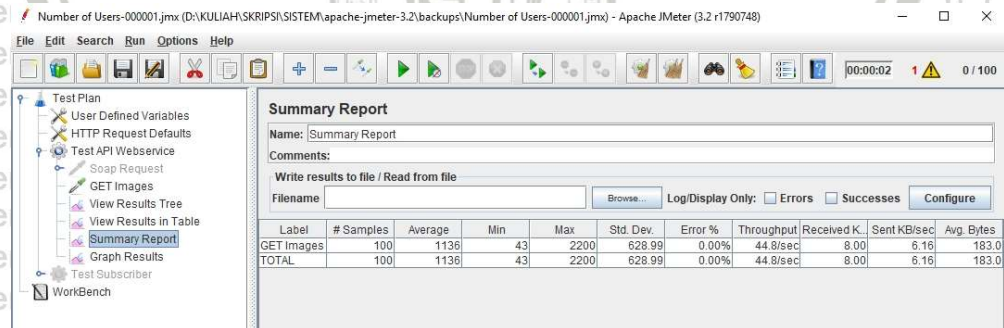 Number of Users-000001.jmx (D:\KULIAH\SKRIPSI\SISTEM\apache-jmeter-3.2\backups\Number of Users-000001.jmx) - Apache JMeter (3.2 r1790748)
File Edit Search Run Options Help
00:00:02 1 0 / 100
Test Plan
User Defined Variables
HTTP Request Defaults
Test API Webservice
Soap Request
GET Images
View Results Tree
View Results in Table
Summary Report
Graph Results
Test Subscriber
WorkBench
Summary Report
Name: Summary Report
Comments:
Write results to file / Read from file
Filename Browse... Log/Display Only: Errors Successes Configure
Label # Samples Average Min Max Std. Dev. Error % Throughput Received K... Sent KB/sec Avg. Bytes
GET Images 100 1136 43 2200 628.99 0.00% 44.8/sec 8.00 6.16 183.0
TOTAL 100 1136 43 2200 628.99 0.00% 44.8/sec 8.00 6.16 183.0